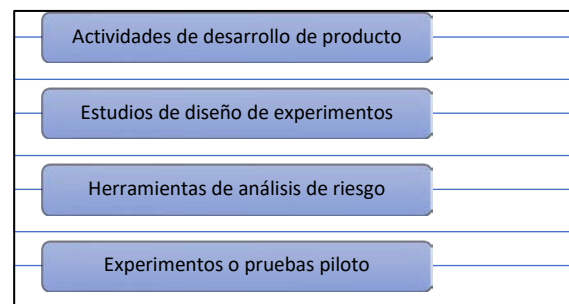 Actividades de desarrollo de producto
Estudios de diseño de experimentos
Herramientas de análisis de riesgo
Experimentos o pruebas piloto